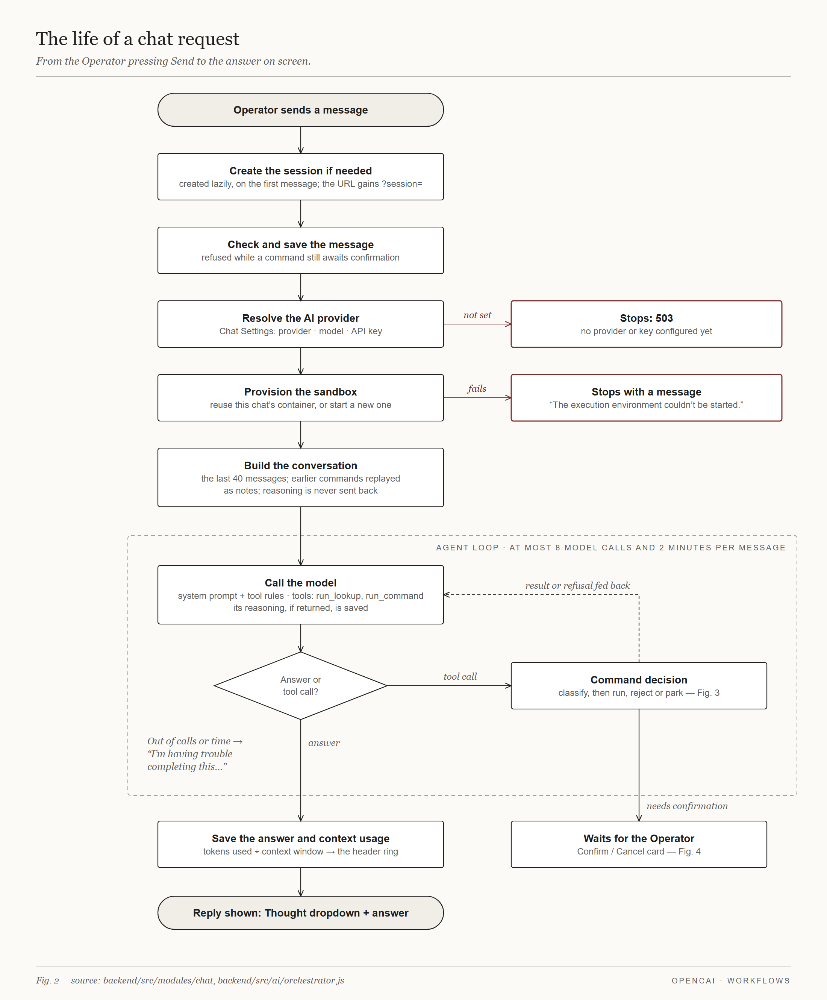 The life of a chat request
From the Operator pressing Send to the answer on screen.
Operator sends a message
Create the session if needed
created lazily, on the first message; the URL gains ?session=
Check and save the message
refused while a command still awaits confirmation
Resolve the AI provider
Chat Settings: provider · model · API key
not set
Stops: 503
no provider or key configured yet
Provision the sandbox
reuse this chat’s container, or start a new one
fails
Stops with a message
“The execution environment couldn’t be started.”
Build the conversation
the last 40 messages; earlier commands replayed
as notes; reasoning is never sent back
AGENT LOOP · AT MOST 8 MODEL CALLS AND 2 MINUTES PER MESSAGE
Call the model
system prompt + tool rules · tools: run_lookup, run_command
its reasoning, if returned, is saved
result or refusal fed back
Answer or
tool call?
tool call
Command decision
classify, then run, reject or park — Fig. 3
Out of calls or time →
“I’m having trouble
completing this…”
answer
needs confirmation
Save the answer and context usage
tokens used ÷ context window → the header ring
Waits for the Operator
Confirm / Cancel card — Fig. 4
Reply shown: Thought dropdown + answer
Fig. 2 — source: backend/src/modules/chat, backend/src/ai/orchestrator.js
OPENCAI · WORKFLOWS